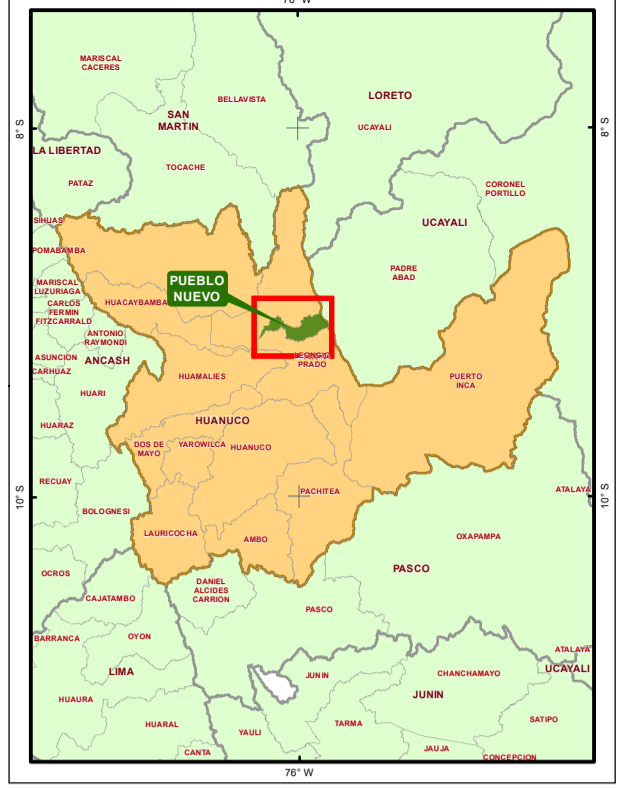 76° W
MARISCAL
CACERES
BELLAVISTA
LORETO
SAN
MARTIN
UCAYALI
8° S
8° S
LA LIBERTAD
TOCACHE
PATAZ
CORONEL
PORTILLO
SIHUAS
UCAYALI
POMABAMBA
PADRE
ABAD
PUEBLO
NUEVO
MARISCAL
LUZURIAGA
HUACAYBAMBA
CARLOS
FERMIN
FITZCARRALD
ANTONIO
RAYMONDI
ASUNCION
ANCASH
LEONCIO
PRADO
CARHUAZ
HUAMALIES
PUERTO
INCA
HUARI
HUANUCO
HUARAZ
DOS DE
MAYO
YAROWILCA
HUANUCO
RECUAY
PACHITEA
ATALAYA
10° S
10° S
BOLOGNESI
LAURICOCHA
AMBO
OXAPAMPA
PASCO
OCROS
DANIEL
ALCIDES
CARRION
CAJATAMBO
PASCO
BARRANCA
OYON
ATALAYA
UCAYALI
LIMA
JUNIN
CHANCHAMAYO
JUNIN
HUAURA
SATIPO
HUARAL
YAULI
TARMA
JAUJA
CANTA
CONCEPCION
76° W